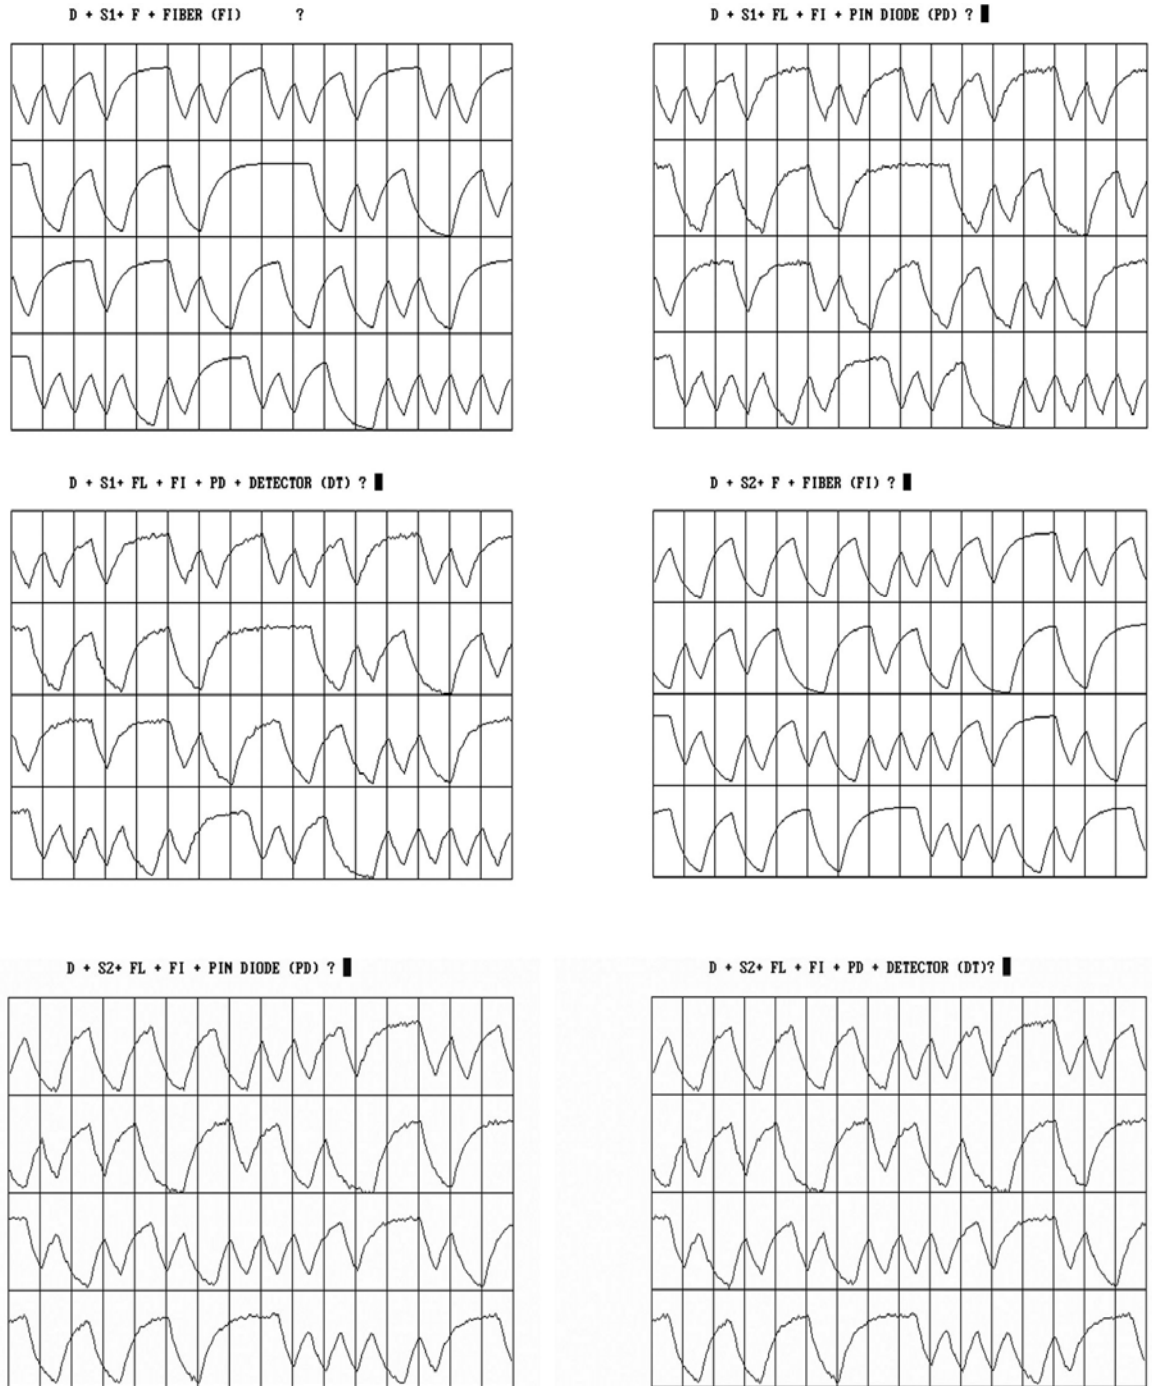 D + S1+ F + FIBER (FI) ?
D + S1+ FL + FI + PIN DIODE (PD) ?
D + S1+ FL + FI + PD + DETECTOR (DT) ?
D + S2+ F + FIBER (FI) ?
D + S2+ FL + FI + PIN DIODE (PD) ?
D + S2+ FL + FI + PD + DETECTOR (DT)?